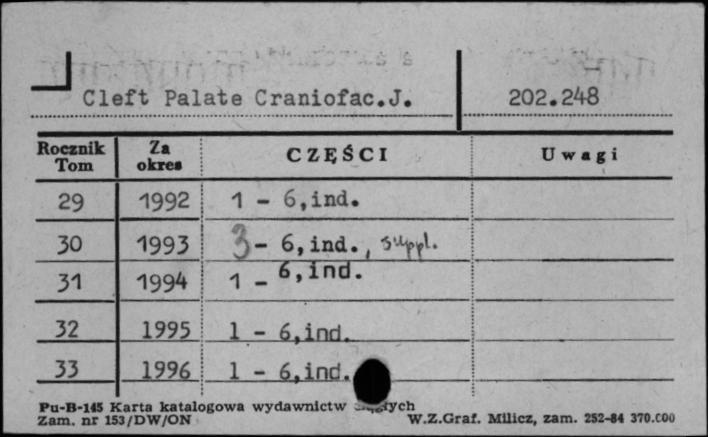 Cleft Palate Craniofac.J. 202.248
Rocznik Tom Za okres CZĘŚCI Uwagi
29 1992 1 - 6,ind.
30 1993 3 - 6,ind., suppl.
31 1994 1 - 6,ind.
32 1995 1 - 6,ind.
33 1996 1 - 6,ind.
Pu-B-145 Karta katalogowa wydawnictw
Zam. nr 153/DW/ON W.Z.Graf. Milicz, zam. 252-84 370.000